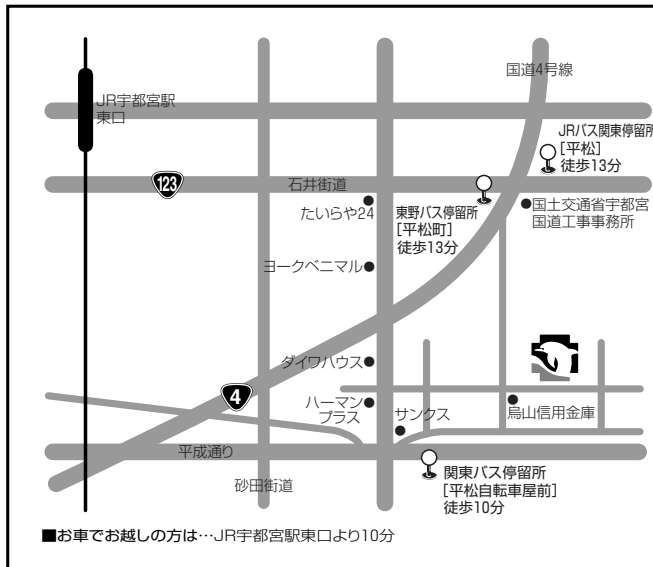 国道4号線
JR宇都宮駅
東口
JRバス関東停留所
[平松]
徒歩13分
123
石井街道
たいらや24
東野バス停留所
[平松町]
徒歩13分
国土交通省宇都宮
国道工事事務所
ヨークベニマル
ダイワハウス
4
ハーマン
プラス
サンクス
烏山信用金庫
平成通り
砂田街道
関東バス停留所
[平松自転車屋前]
徒歩10分
■お車でお越しの方は…JR宇都宮駅東口より10分